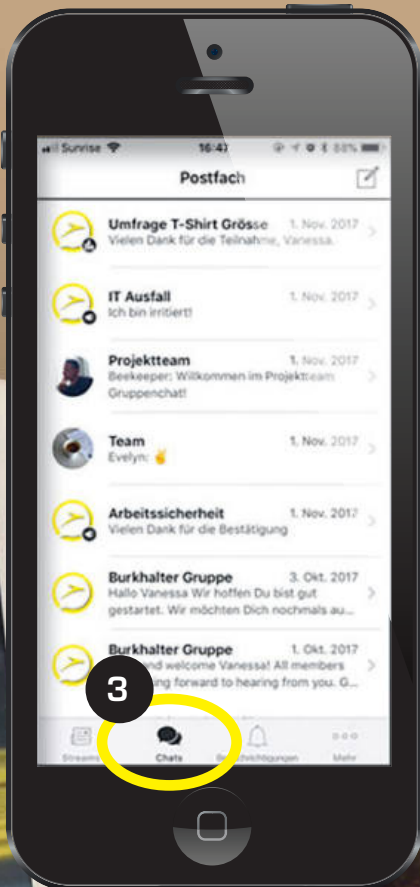 Sunrise 16:47 88%
Postfach
Umfrage T-Shirt Grösse 1. Nov. 2017
Vielen Dank für die Teilnahme, Vanessa.
IT Ausfall 1. Nov. 2017
Ich bin irritiert!
Projektteam 1. Nov. 2017
Beekeeper: Willkommen im Projektteam
Gruppenchat!
Team 1. Nov. 2017
Evelyn: ✌️
Arbeitssicherheit 1. Nov. 2017
Vielen Dank für die Bestätigung
Burkhalter Gruppe 3. Okt. 2017
Hallo Vanessa Wir hoffen Du bist gut
gestartet. Wir möchten Dich nochmals au...
Burkhalter Gruppe 1. Okt. 2017
and welcome Vanessa! All members
forward to hearing from you. G...
3
Streams Chats Mehr